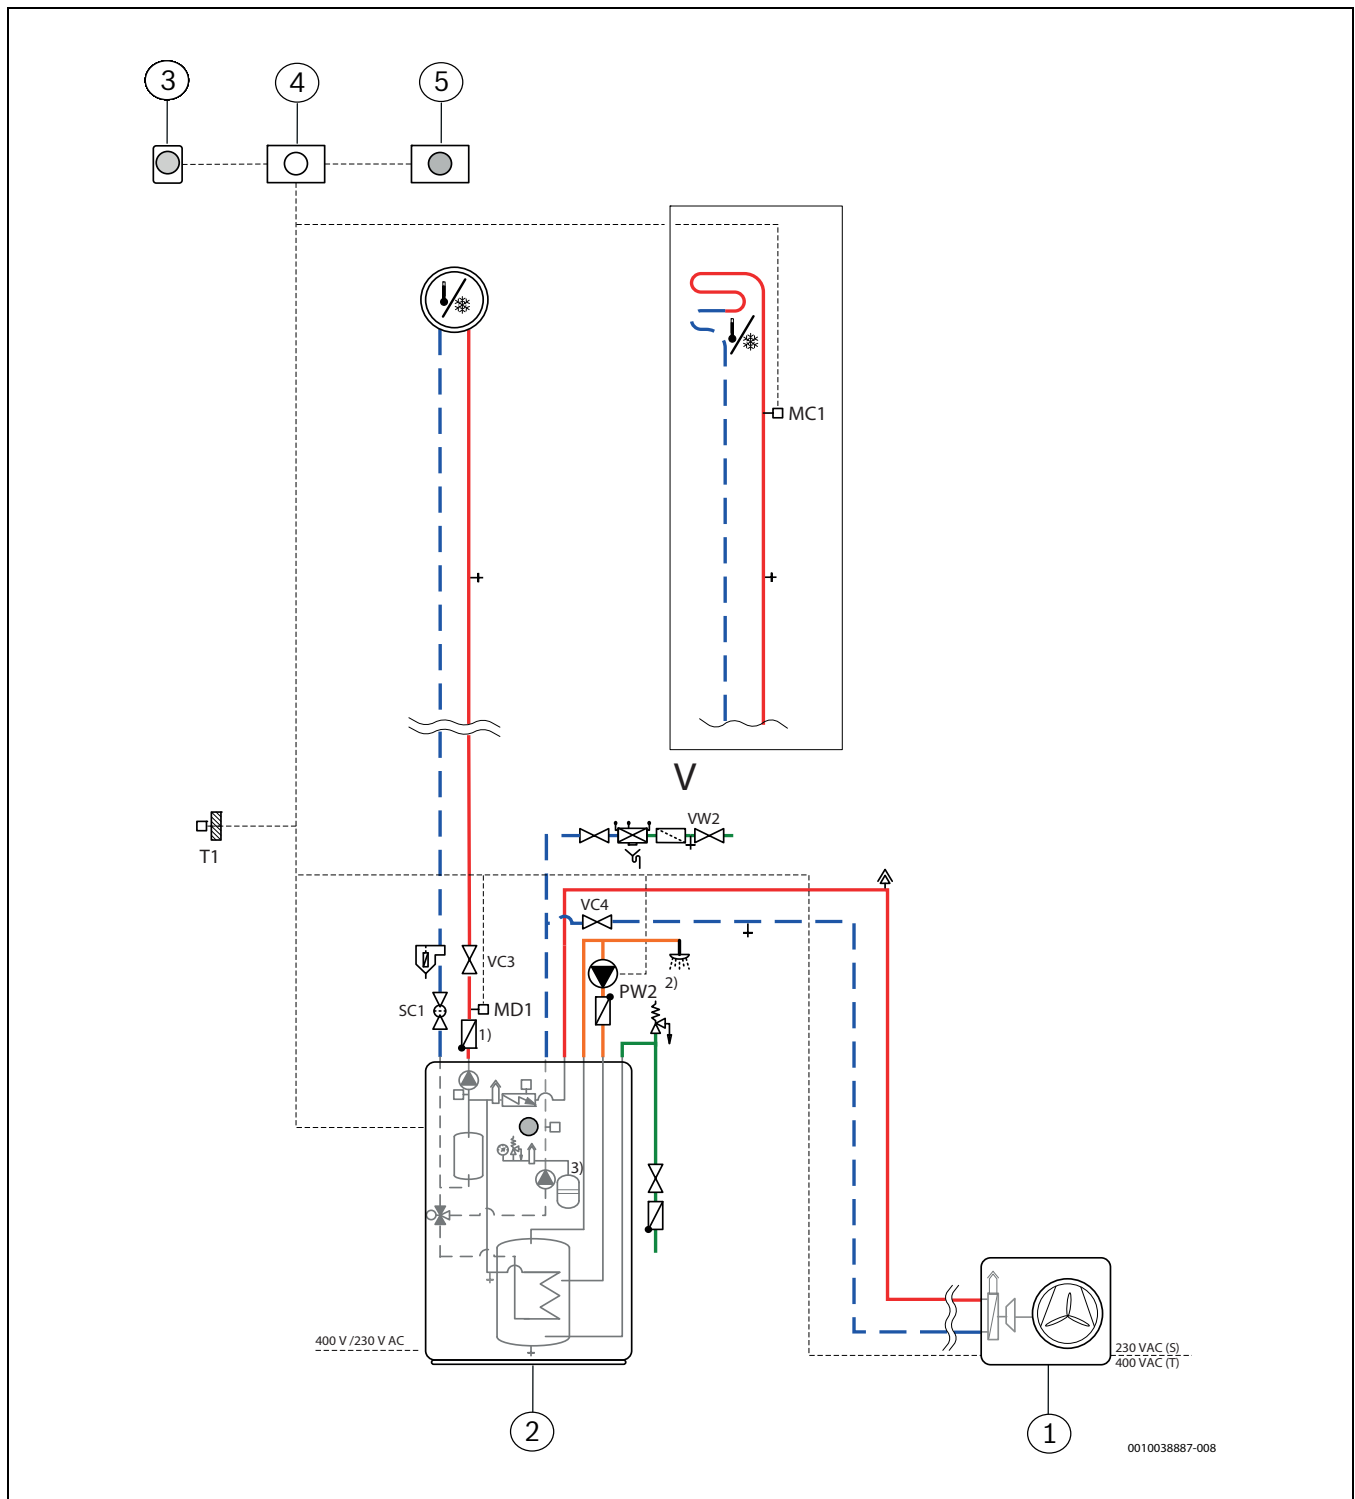 3
4
5
MC1
V
VW2
T1
VC4
VC3
PW2
2)
SC1
MD1
1)
3)
400 V /230 V AC
230 VAC (S)
400 VAC (T)
2
1
0010038887-008